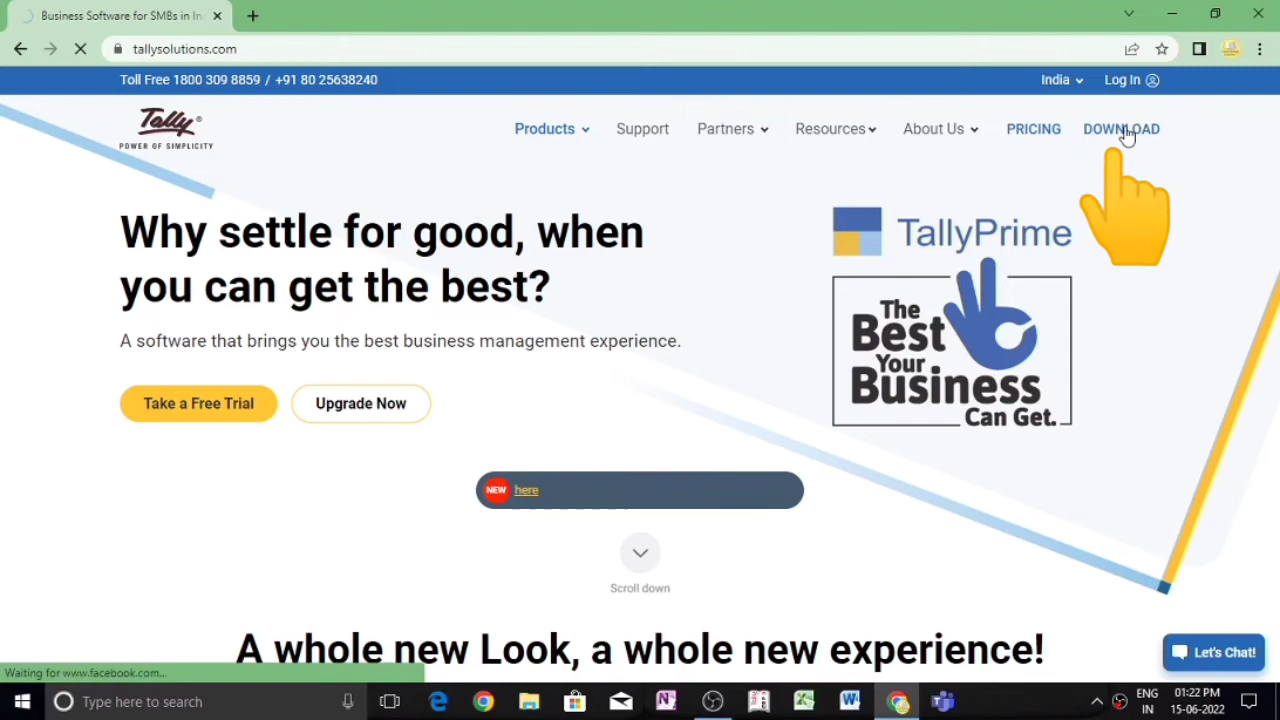 Business Software for SMBs in In
tallysolutions.com
Toll Free 1800 309 8859 / +91 80 25638240
India
Log In
Tally®
POWER OF SIMPLICITY
Products
Support
Partners
Resources
About Us
PRICING
DOWNLOAD
Why settle for good, when
you can get the best?
A software that brings you the best business management experience.
Take a Free Trial
Upgrade Now
TallyPrime
The
Best
Your
Business
Can Get.
NEW here
Scroll down
A whole new Look, a whole new experience!
Let's Chat!
Waiting for www.facebook.com...
Type here to search
ENG
IN
01:22 PM
15-06-2022